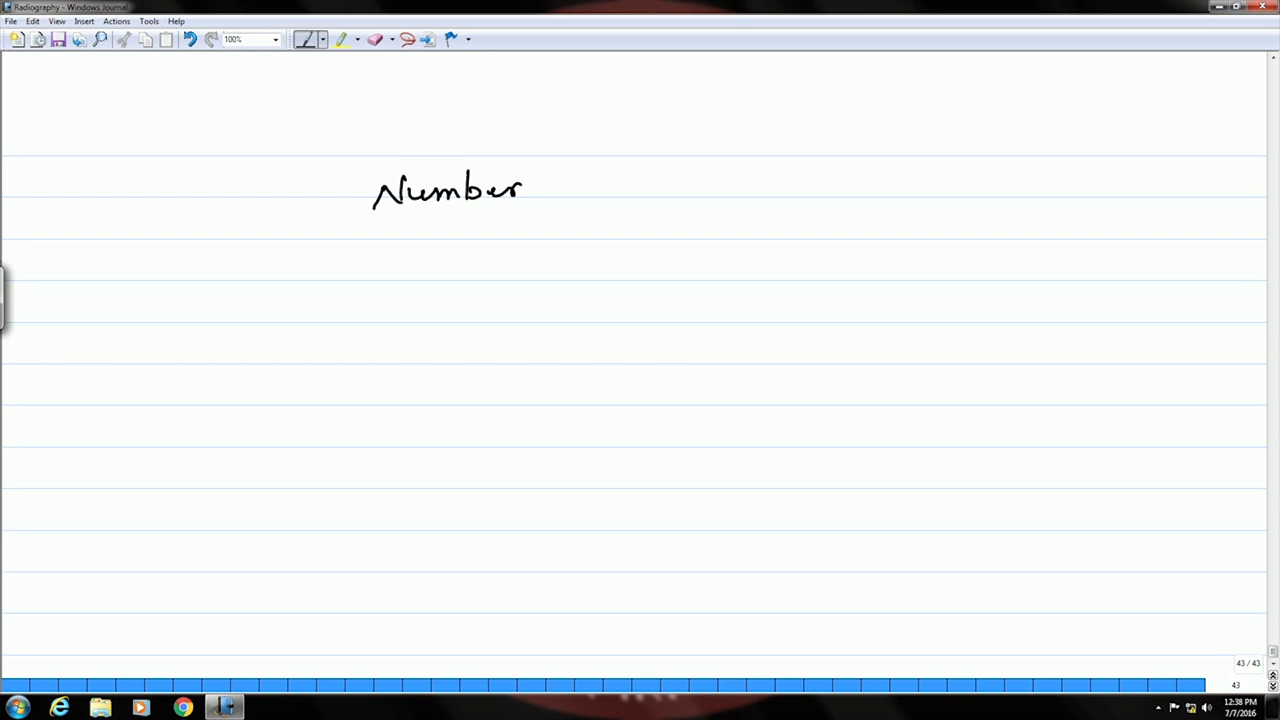 Radiography - Windows Journal
File Edit View Insert Actions Tools Help
100%
Number
43 / 43
43
12:38 PM
7/7/2016